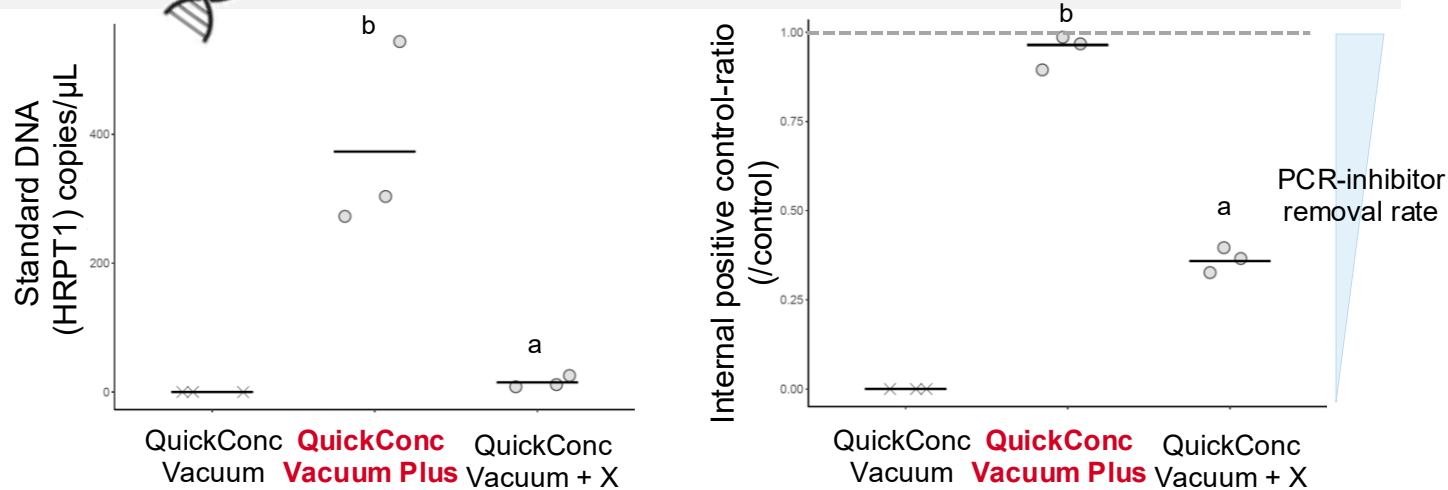 Standard DNA
(HRPT1) copies/µL
400
200
0
b
a
QuickConc
Vacuum
QuickConc
Vacuum Plus
QuickConc
Vacuum + X
Internal positive control-ratio
(/control)
1.00
0.75
0.50
0.25
0.00
b
a
QuickConc
Vacuum
QuickConc
Vacuum Plus
QuickConc
Vacuum + X
PCR-inhibitor
removal rate